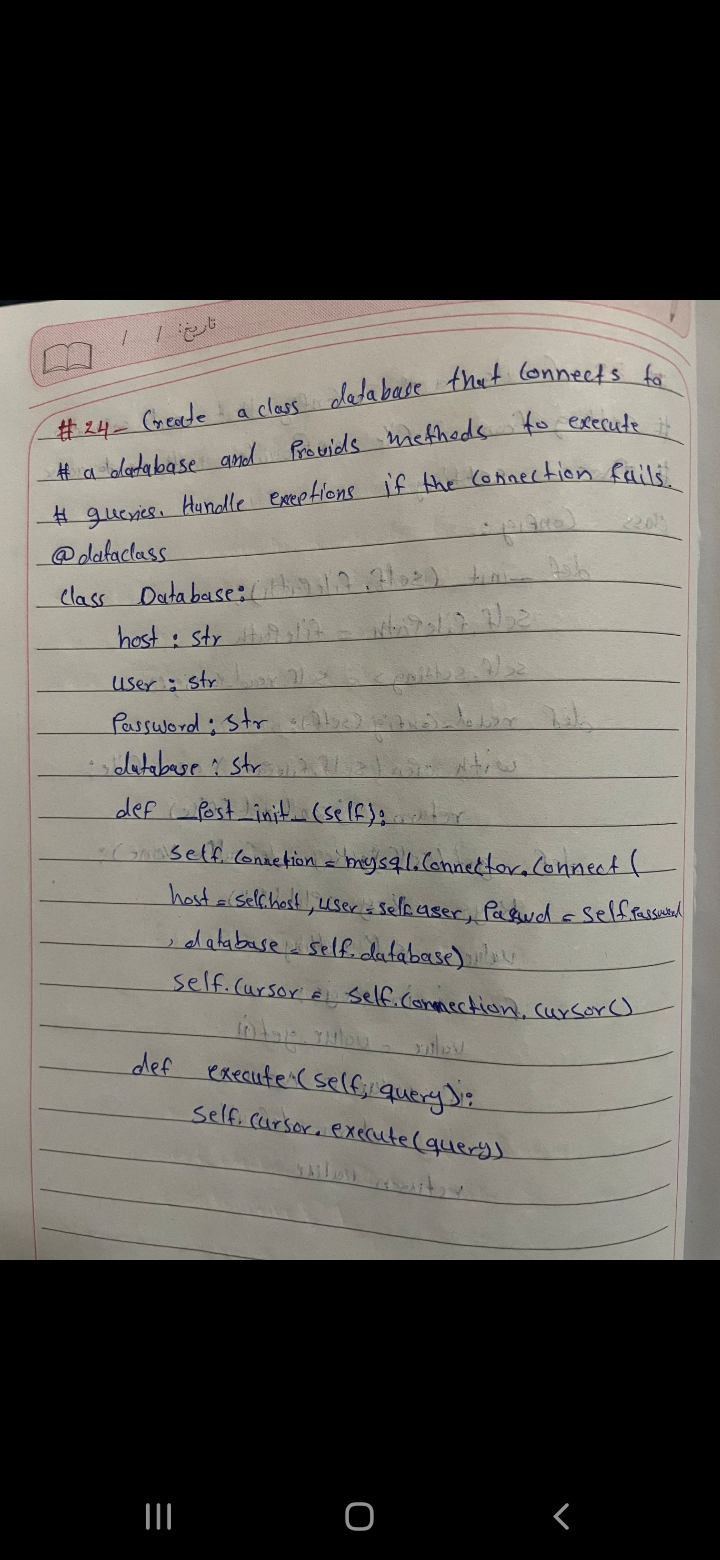 تاریخ: / /
#24- Create a class database that connects to
# a database and Provids methods to execute
# queries. Handle exeptions if the connection fails.
@dataclass
class Database:
host : str
user : str
Password : str
database : str
def _Post_init_(self):
self.connetion = mysql.Connector.Connect(
host = self.host, user = self.user, Passwd = self.Password
, database = self.database)
self.cursor = self.Connection.cursor()
def execute(self, query):
self.cursor.execute(query)